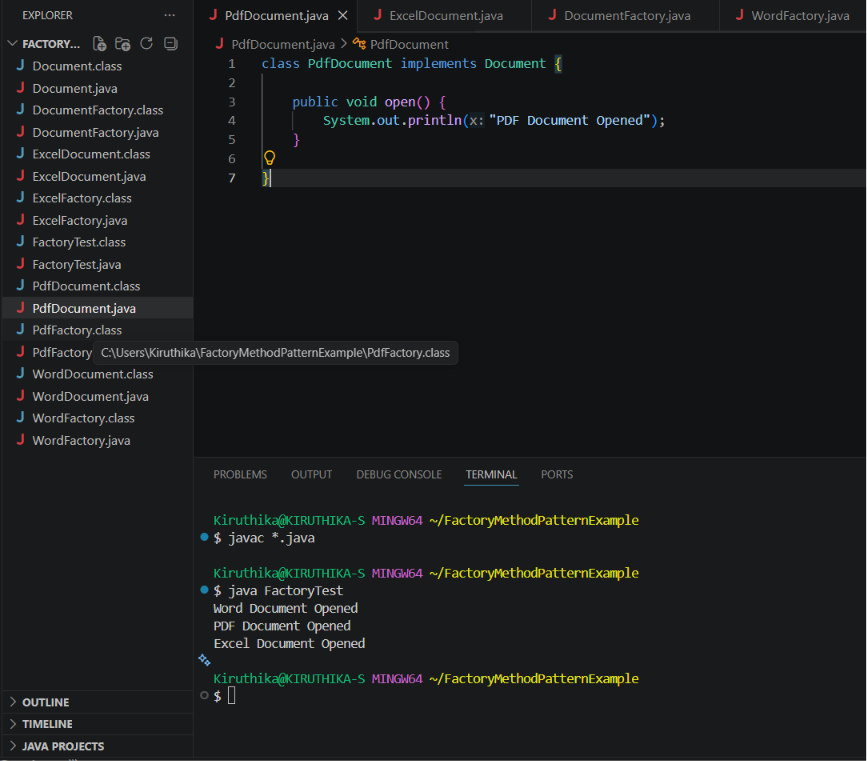 EXPLORER
FACTORY...
Document.class
Document.java
DocumentFactory.class
DocumentFactory.java
ExcelDocument.class
ExcelDocument.java
ExcelFactory.class
ExcelFactory.java
FactoryTest.class
FactoryTest.java
PdfDocument.class
PdfDocument.java
PdfFactory.class
PdfFactory
C:\Users\Kiruthika\FactoryMethodPatternExample\PdfFactory.class
WordDocument.class
WordDocument.java
WordFactory.class
WordFactory.java
OUTLINE
TIMELINE
JAVA PROJECTS
PdfDocument.java ExcelDocument.java DocumentFactory.java WordFactory.java
PdfDocument.java > PdfDocument
1 class PdfDocument implements Document {
2
3 public void open() {
4 System.out.println(x: "PDF Document Opened");
5 }
6
7 }
PROBLEMS OUTPUT DEBUG CONSOLE TERMINAL PORTS
Kiruthika@KIRUTHIKA-S MINGW64 ~/FactoryMethodPatternExample
$ javac *.java
Kiruthika@KIRUTHIKA-S MINGW64 ~/FactoryMethodPatternExample
$ java FactoryTest
Word Document Opened
PDF Document Opened
Excel Document Opened
Kiruthika@KIRUTHIKA-S MINGW64 ~/FactoryMethodPatternExample
$